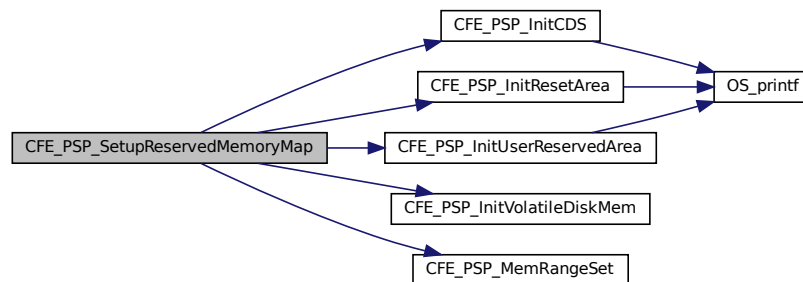 CFE_PSP_InitCDS
CFE_PSP_InitResetArea
OS_printf
CFE_PSP_SetupReservedMemoryMap
CFE_PSP_InitUserReservedArea
CFE_PSP_InitVolatileDiskMem
CFE_PSP_MemRangeSet